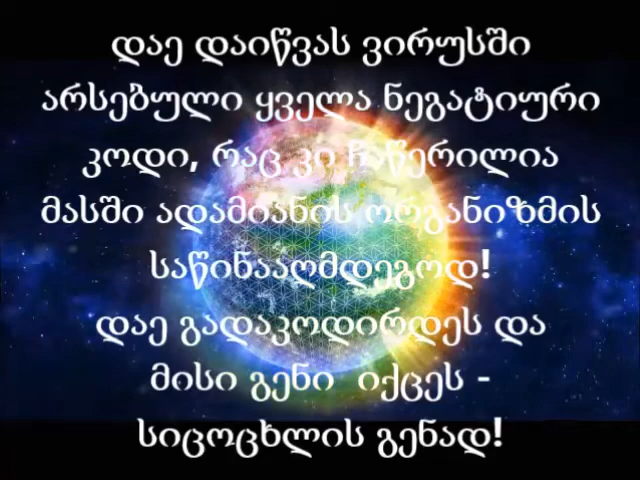 დაე დაიწვას ვირუსში
არსებული ყველა ნეგატიური
კოდი, რაც კი ჩაწერილია
მასში ადამიანის ორგანიზმის
საწინააღმდეგოდ!
დაე გადაკოდირდეს და
მისი გენი იქცეს -
სიცოცხლის გენად!